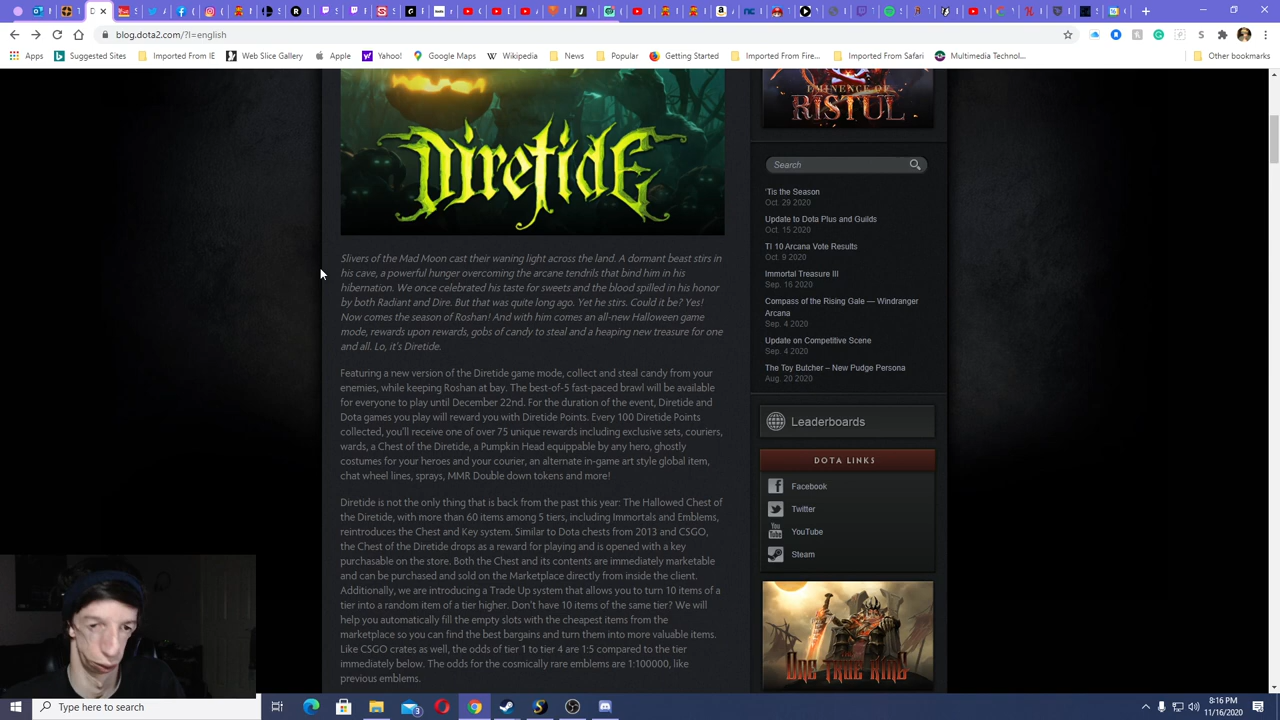 blog.dota2.com/?l=english
Apps
Suggested Sites
Imported From IE
Web Slice Gallery
Apple
Yahoo!
Google Maps
Wikipedia
News
Popular
Getting Started
Imported From Fire...
Imported From Safari
Multimedia Technol...
Other bookmarks
DIRETIDE
Slivers of the Mad Moon cast their waning light across the land. A dormant beast stirs in
his cave, a powerful hunger overcoming the arcane tendrils that bind him in his
hibernation. We once celebrated his taste for sweets and the blood spilled in his honor
by both Radiant and Dire. But that was quite long ago. Yet he stirs. Could it be? Yes!
Now comes the season of Roshan! And with him comes an all-new Halloween game
mode, rewards upon rewards, gobs of candy to steal and a heaping new treasure for one
and all. Lo, it's Diretide.
Featuring a new version of the Diretide game mode, collect and steal candy from your
enemies, while keeping Roshan at bay. The best-of-5 fast-paced brawl will be available
for everyone to play until December 22nd. For the duration of the event, Diretide and
Dota games you play will reward you with Diretide Points. Every 100 Diretide Points
collected, you'll receive one of over 75 unique rewards including exclusive sets, couriers,
wards, a Chest of the Diretide, a Pumpkin Head equippable by any hero, ghostly
costumes for your heroes and your courier, an alternate in-game art style global item,
chat wheel lines, sprays, MMR Double down tokens and more!
Diretide is not the only thing that is back from the past this year: The Hallowed Chest of
the Diretide, with more than 60 items among 5 tiers, including Immortals and Emblems,
reintroduces the Chest and Key system. Similar to Dota chests from 2013 and CSGO,
the Chest of the Diretide drops as a reward for playing and is opened with a key
purchasable on the store. Both the Chest and its contents are immediately marketable
and can be purchased and sold on the Marketplace directly from inside the client.
Additionally, we are introducing a Trade Up system that allows you to turn 10 items of a
tier into a random item of a tier higher. Don't have 10 items of the same tier? We will
help you automatically fill the empty slots with the cheapest items from the
marketplace so you can find the best bargains and turn them into more valuable items.
Like CSGO crates as well, the odds of tier 1 to tier 4 are 1:5 compared to the tier
immediately below. The odds for the cosmically rare emblems are 1:100000, like
previous emblems.
EMINENCE OF
RISTUL
Search
'Tis the Season
Oct. 29 2020
Update to Dota Plus and Guilds
Oct. 15 2020
TI 10 Arcana Vote Results
Oct. 9 2020
Immortal Treasure III
Sep. 16 2020
Compass of the Rising Gale — Windranger
Arcana
Sep. 4 2020
Update on Competitive Scene
Sep. 4 2020
The Toy Butcher – New Pudge Persona
Aug. 20 2020
Leaderboards
DOTA LINKS
Facebook
Twitter
YouTube
Steam
ONE TRUE KING
Type here to search
3
8:16 PM
11/16/2020